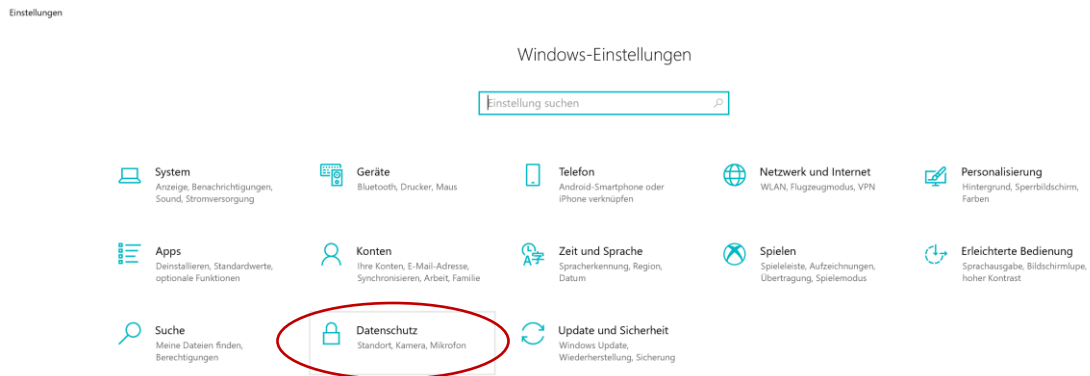 Einstellungen
Windows-Einstellungen
Einstellung suchen
System
Anzeige, Benachrichtigungen,
Sound, Stromversorgung
Geräte
Bluetooth, Drucker, Maus
Telefon
Android-Smartphone oder
iPhone verknüpfen
Netzwerk und Internet
WLAN, Flugzeugmodus, VPN
Personalisierung
Hintergrund, Sperrbildschirm,
Farben
Apps
Deinstallieren, Standardwerte,
optionale Funktionen
Konten
Ihre Konten, E-Mail-Adresse,
Synchronisieren, Arbeit, Familie
Zeit und Sprache
Spracherkennung, Region,
Datum
Spielen
Spieleleiste, Aufzeichnungen,
Übertragung, Spielemodus
Erleichterte Bedienung
Sprachausgabe, Bildschirmlupe,
hoher Kontrast
Suche
Meine Dateien finden,
Berechtigungen
Datenschutz
Standort, Kamera, Mikrofon
Update und Sicherheit
Windows Update,
Wiederherstellung, Sicherung